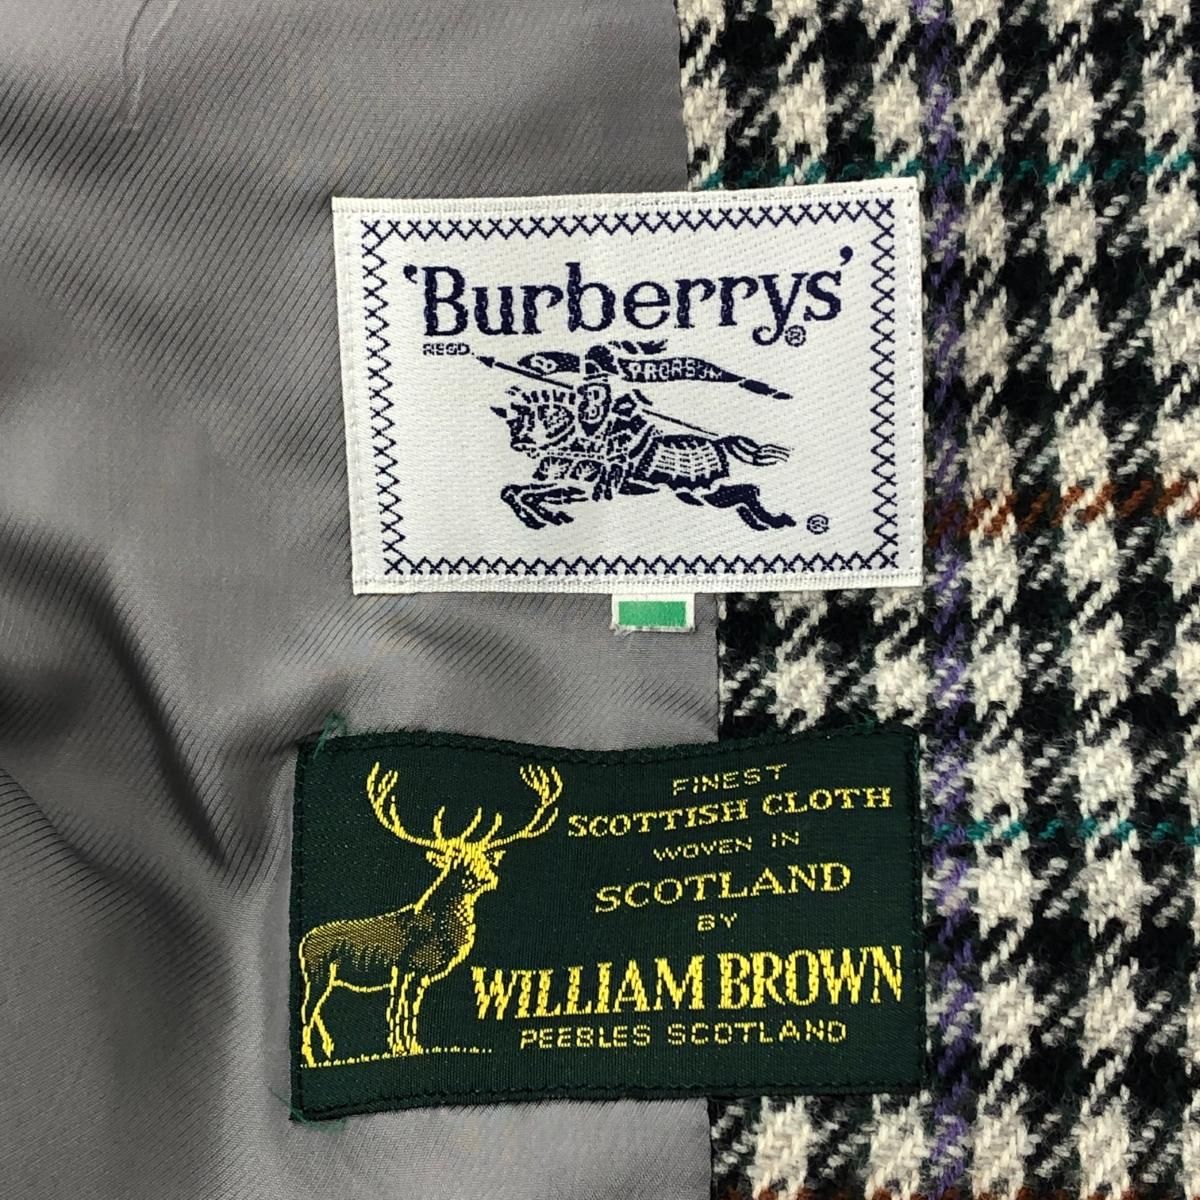 'Burberrys'®
REGD.
PRORSUM
®
FINEST
SCOTTISH CLOTH
WOVEN IN
SCOTLAND
BY
WILLIAM BROWN
PEEBLES SCOTLAND